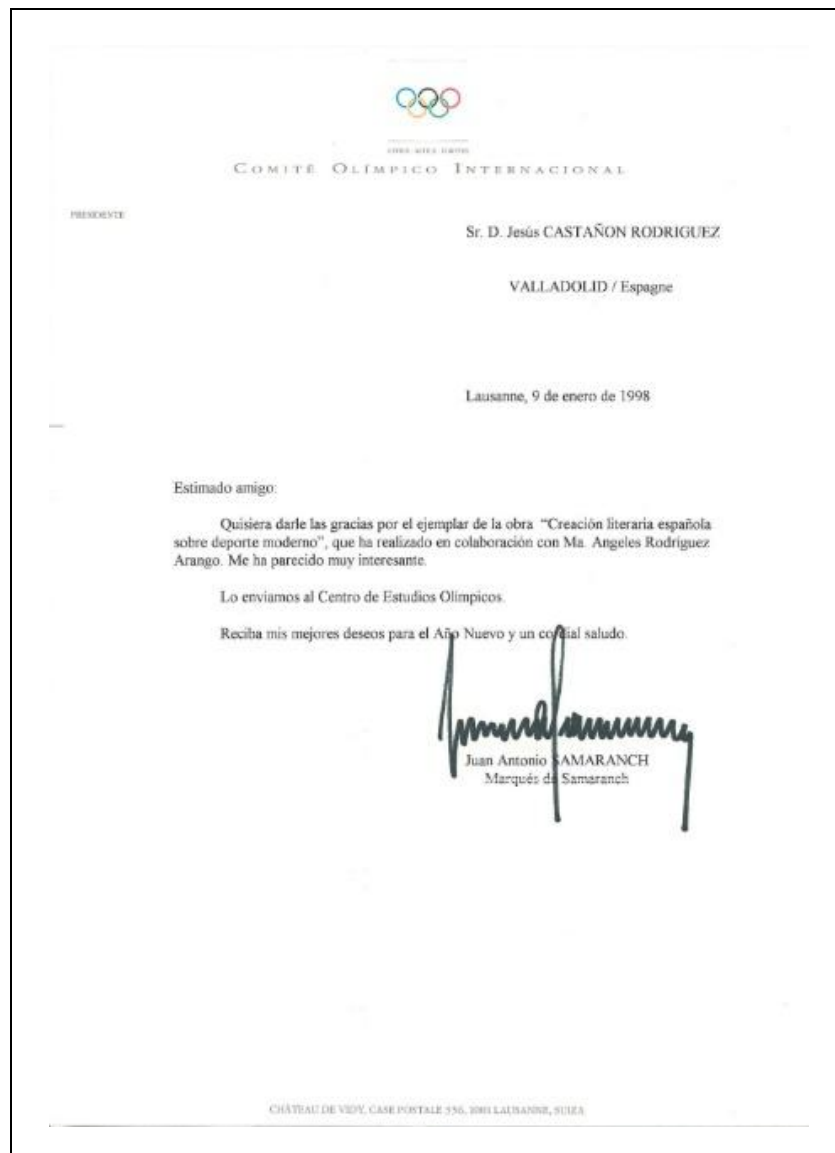 COMITÉ OLÍMPICO INTERNACIONAL
PRESIDENTE
Sr. D. Jesús CASTAÑON RODRIGUEZ
VALLADOLID / Espagne
Lausanne, 9 de enero de 1998
Estimado amigo:
Quisiera darle las gracias por el ejemplar de la obra “Creación literaria española
sobre deporte moderno”, que ha realizado en colaboración con Ma. Angeles Rodríguez
Arango. Me ha parecido muy interesante.
Lo enviamos al Centro de Estudios Olímpicos.
Reciba mis mejores deseos para el Año Nuevo y un cordial saludo.
Juan Antonio SAMARANCH
Marqués de Samaranch
CHÂTEAU DE VIDY, CASE POSTALE 356, 1001 LAUSANNE, SUIZA